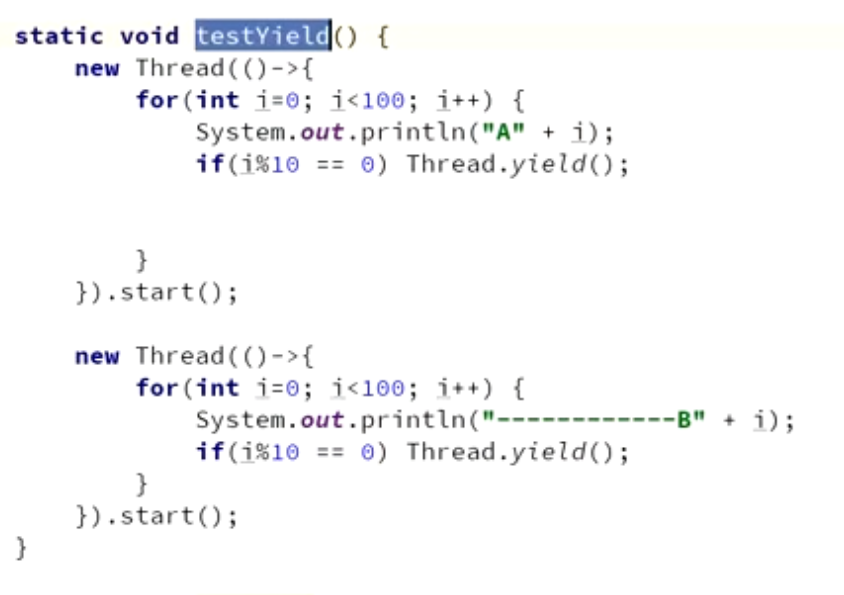 static void testYield() {
    new Thread(()->{
        for(int i=0; i<100; i++) {
            System.out.println("A" + i);
            if(i%10 == 0) Thread.yield();
        }
    }).start();
    new Thread(()->{
        for(int i=0; i<100; i++) {
            System.out.println("------------B" + i);
            if(i%10 == 0) Thread.yield();
        }
    }).start();
}